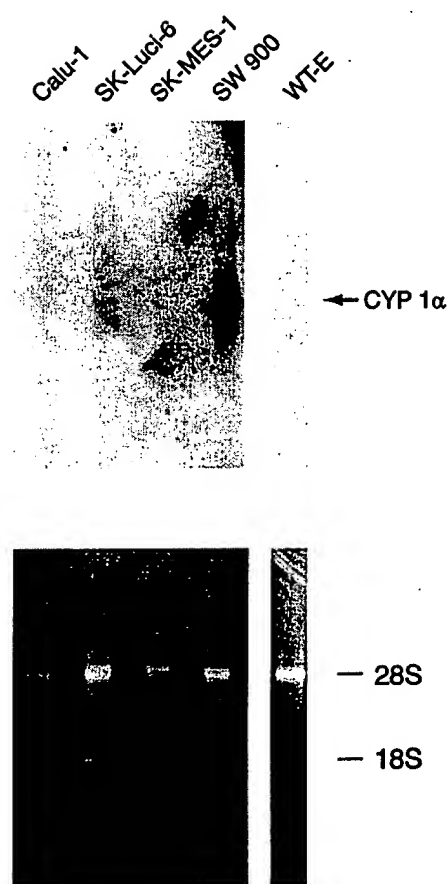 Calu-1
SK-Luci-6
SK-MES-1
SW 900
WT-E
CYP 1α
28S
18S